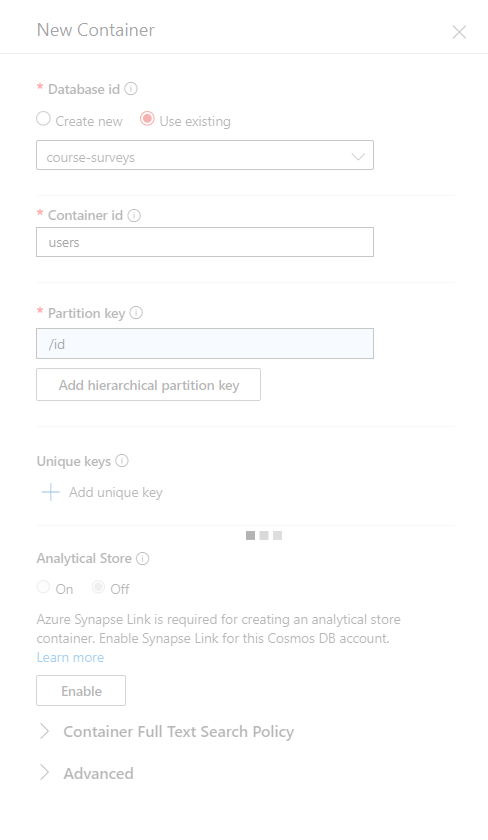 New Container
* Database id
Create new Use existing
course-surveys
* Container id
users
* Partition key
/id
Add hierarchical partition key
Unique keys
Add unique key
Analytical Store
On Off
Azure Synapse Link is required for creating an analytical store
container. Enable Synapse Link for this Cosmos DB account.
Learn more
Enable
Container Full Text Search Policy
Advanced